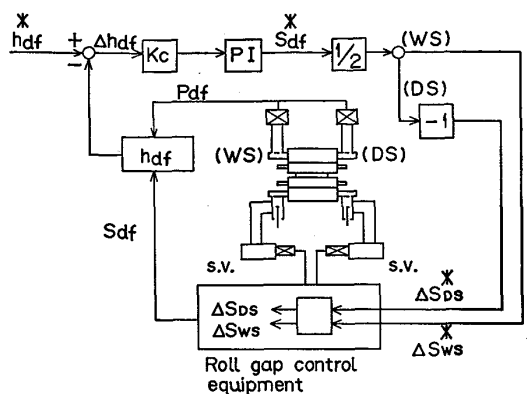 *
hdf
+
−
Δhdf
Kc
PI
*
Sdf
1/2
(WS)
(DS)
-1
Pdf
hdf
(WS)
(DS)
Sdf
s.v.
s.v.
ΔSDS
ΔSWS
*
ΔSDS
*
ΔSWS
Roll gap control
equipment